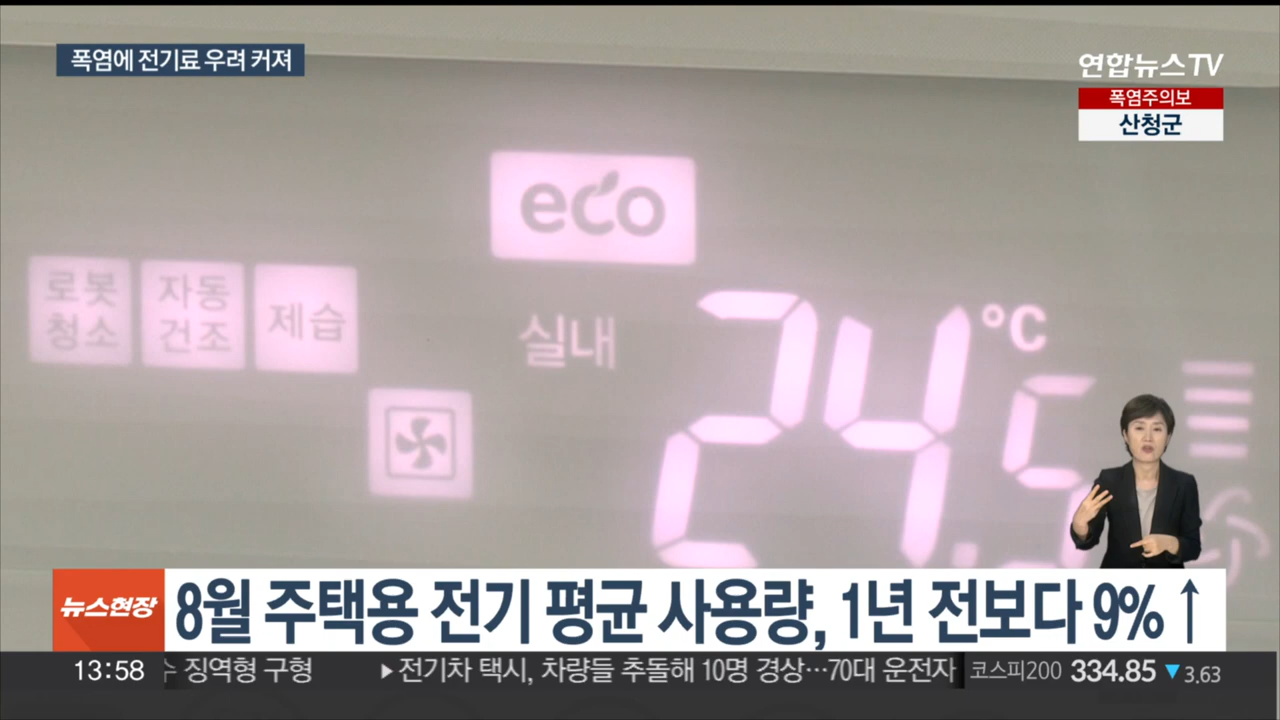 폭염에 전기료 우려 커져
연합뉴스TV
폭염주의보
산청군
eco
로봇 청소
자동 건조
제습
실내
24.5
°C
뉴스현장
8월 주택용 전기 평균 사용량, 1년 전보다 9%↑
13:58
징역형 구형 ▶전기차 택시, 차량들 추돌해 10명 경상…70대 운전자
코스피200 334.85 ▼3.63